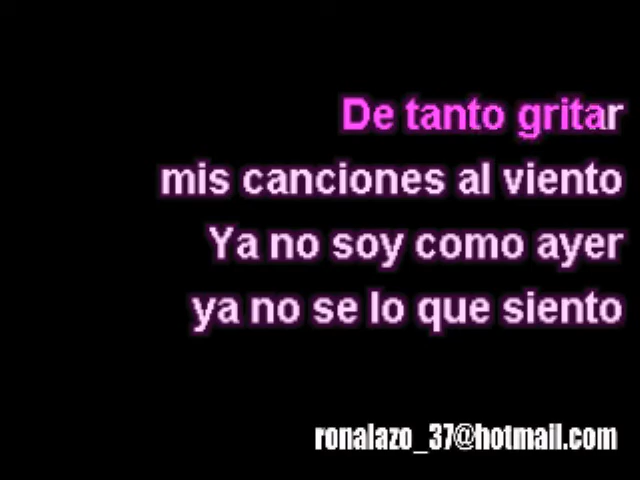 De tanto gritar
mis canciones al viento
Ya no soy como ayer
ya no se lo que siento
ronalazo_37@hotmail.com